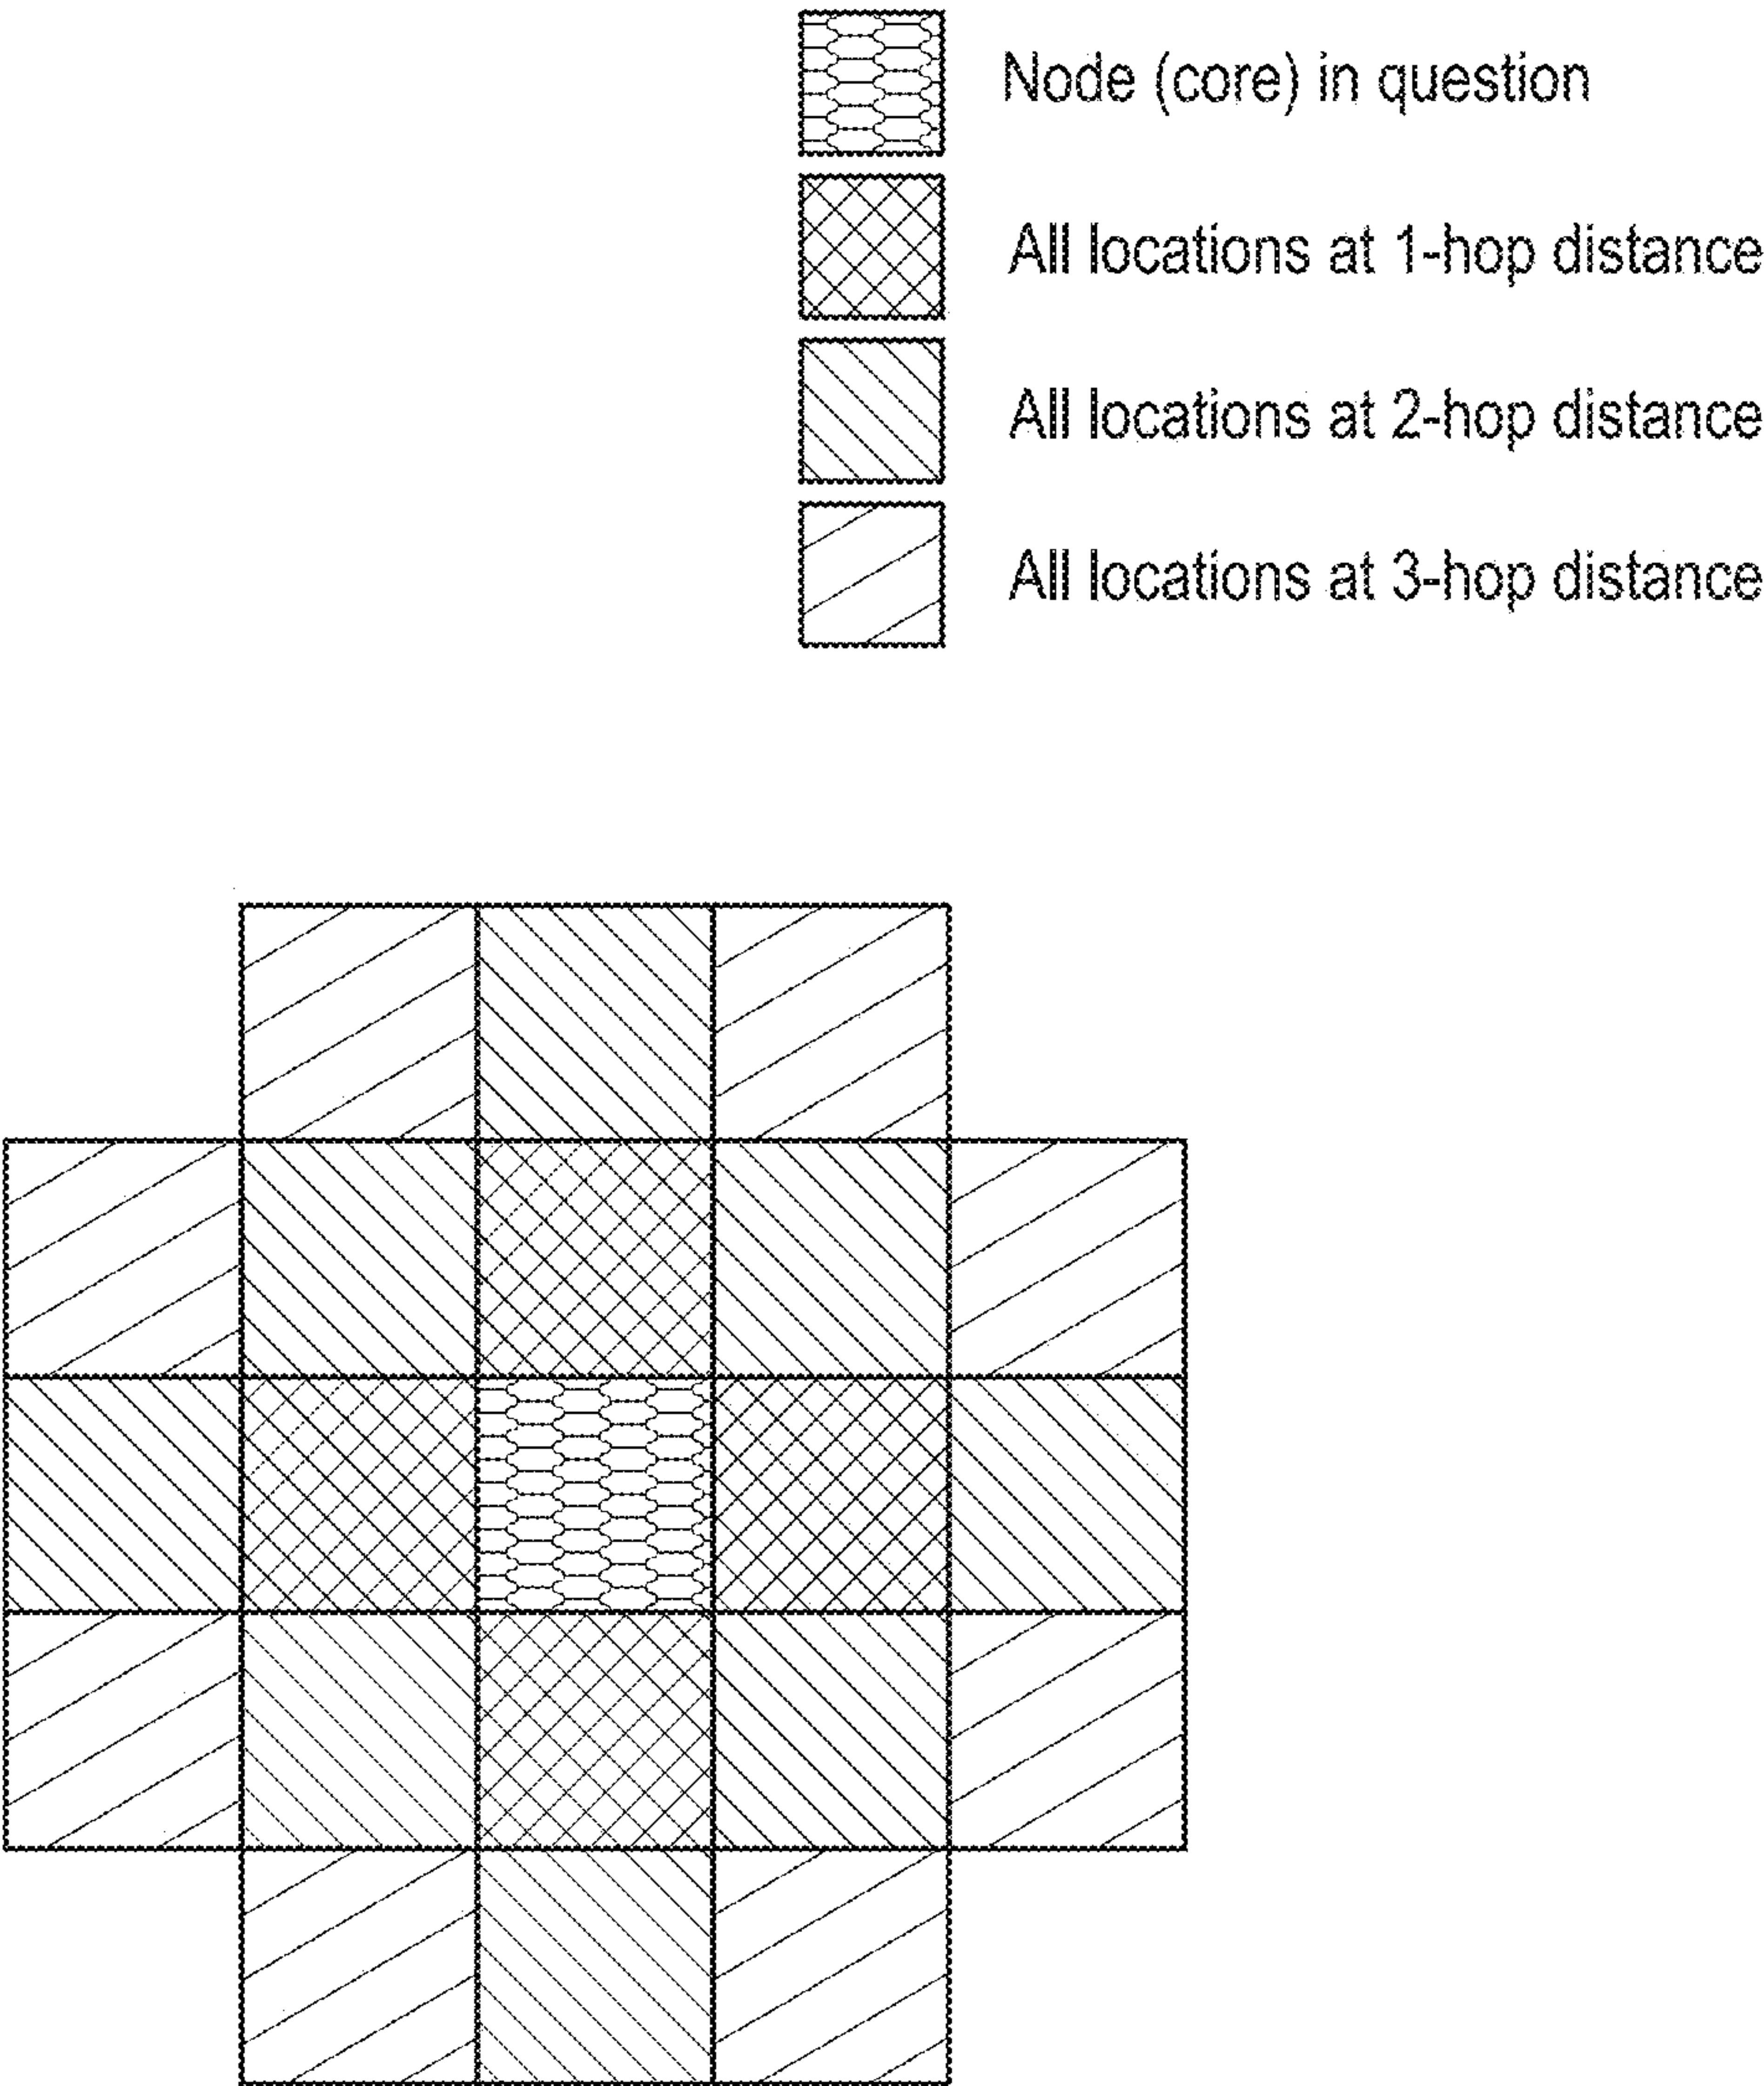 Node (core) in question
All locations at 1-hop distance
All locations at 2-hop distance
All locations at 3-hop distance